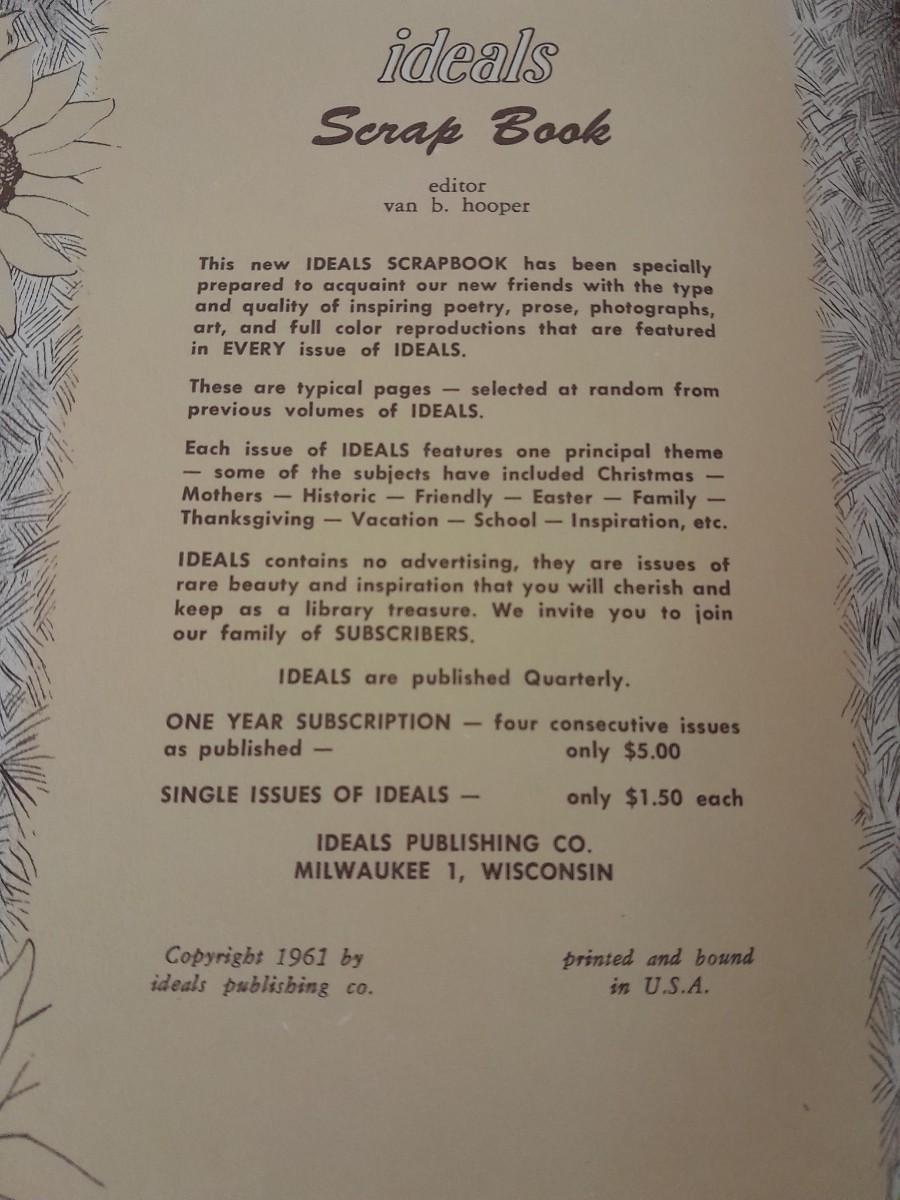 ideals
Scrap Book
editor
van b. hooper
This new IDEALS SCRAPBOOK has been specially
prepared to acquaint our new friends with the type
and quality of inspiring poetry, prose, photographs,
art, and full color reproductions that are featured
in EVERY issue of IDEALS.
These are typical pages — selected at random from
previous volumes of IDEALS.
Each issue of IDEALS features one principal theme
— some of the subjects have included Christmas —
Mothers — Historic — Friendly — Easter — Family —
Thanksgiving — Vacation — School — Inspiration, etc.
IDEALS contains no advertising, they are issues of
rare beauty and inspiration that you will cherish and
keep as a library treasure. We invite you to join
our family of SUBSCRIBERS.
IDEALS are published Quarterly.
ONE YEAR SUBSCRIPTION — four consecutive issues
as published — only $5.00
SINGLE ISSUES OF IDEALS — only $1.50 each
IDEALS PUBLISHING CO.
MILWAUKEE 1, WISCONSIN
Copyright 1961 by
ideals publishing co.
printed and bound
in U.S.A.